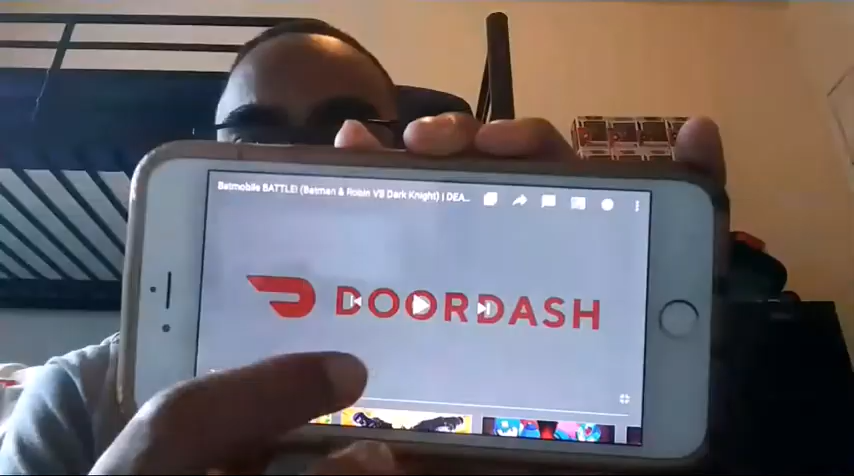 Batmobile BATTLE! (Batman & Robin VS Dark Knight) | DEA...
DOORDASH